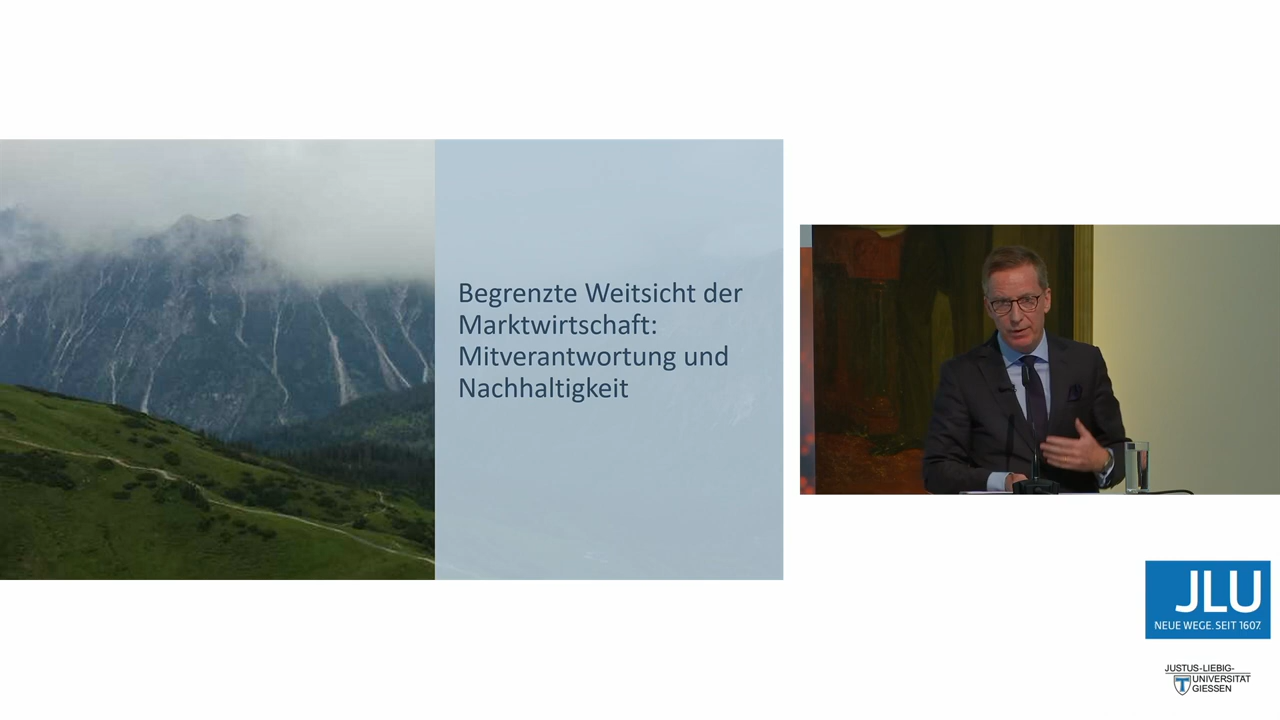 Begrenzte Weitsicht der
Marktwirtschaft:
Mitverantwortung und
Nachhaltigkeit
JLU
NEUE WEGE. SEIT 1607.
JUSTUS-LIEBIG-
UNIVERSITÄT
GIESSEN